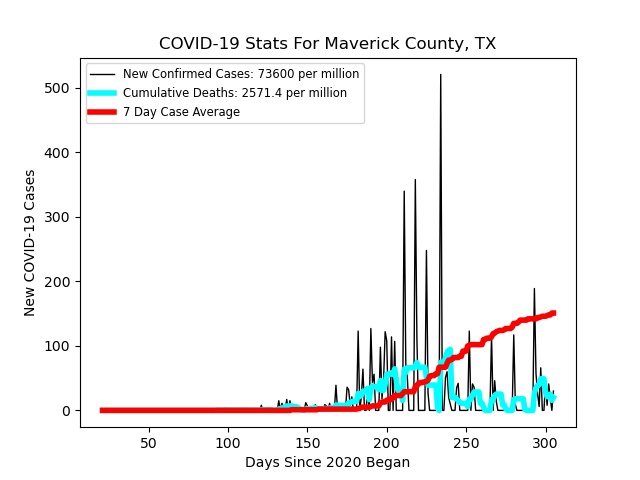 COVID-19 Stats For Maverick County, TX
New Confirmed Cases: 73600 per million
Cumulative Deaths: 2571.4 per million
7 Day Case Average
New COVID-19 Cases
500
400
300
200
100
0
50 100 150 200 250 300
Days Since 2020 Began